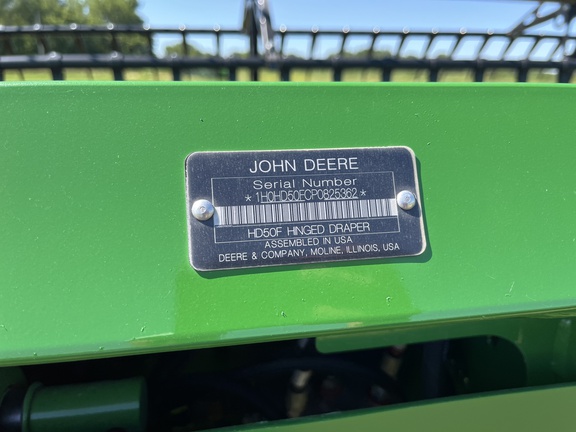 JOHN DEERE
Serial Number
*1H0HD50FCP0825362*
HD50F HINGED DRAPER
ASSEMBLED IN USA
DEERE & COMPANY, MOLINE, ILLINOIS, USA